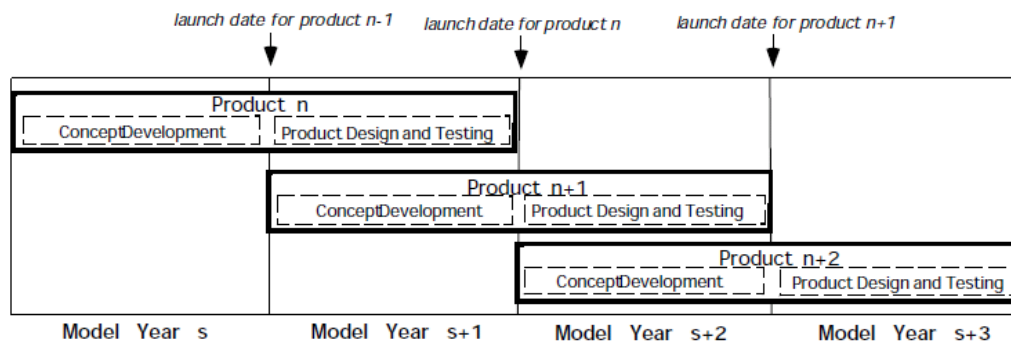 launch date for product n-1
launch date for product n
launch date for product n+1
Product n
ConceptDevelopment
Product Design and Testing
Product n+1
ConceptDevelopment
Product Design and Testing
Product n+2
ConceptDevelopment
Product Design and Testing
Model Year s
Model Year s+1
Model Year s+2
Model Year s+3